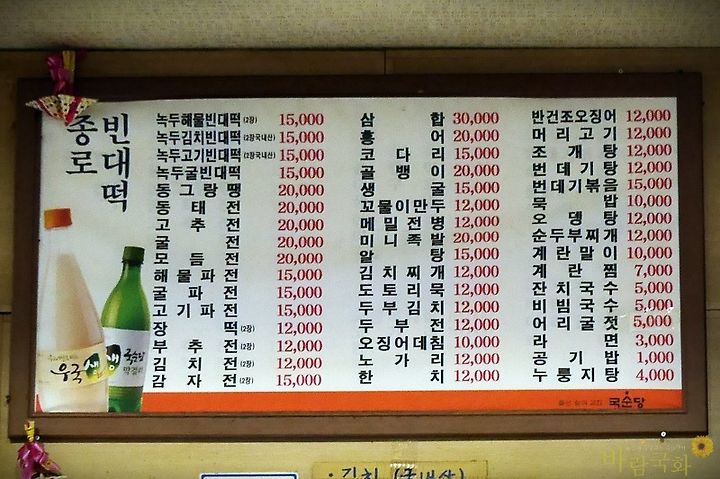 종로
빈대떡
녹두해물빈대떡(2장) 15,000
녹두김치빈대떡(2장국내산) 15,000
녹두고기빈대떡(2장국내산) 15,000
녹두굴빈대떡 15,000
동그랑땡 20,000
동태전 20,000
고추전 20,000
굴전 20,000
모듬전 20,000
해물파전 15,000
굴파전 15,000
고기파전 15,000
장떡(2장) 12,000
부추전(2장) 12,000
김치전(2장) 12,000
감자전(2장) 15,000
삼합 30,000
홍어 20,000
코다리 15,000
골뱅이 20,000
생굴 15,000
꼬물이만두 12,000
메밀전병 12,000
미니족발 20,000
알탕 15,000
김치찌개 12,000
도토리묵 12,000
두부김치 12,000
두부전 12,000
오징어데침 10,000
노가리 12,000
한치 12,000
반건조오징어 12,000
머리고기 12,000
조개탕 12,000
번데기탕 12,000
번데기볶음 15,000
묵밥 10,000
오뎅탕 12,000
순두부찌개 12,000
계란말이 10,000
계란찜 7,000
잔치국수 5,000
비빔국수 5,000
어리굴젓 5,000
라면 3,000
공기밥 1,000
누룽지탕 4,000
우국생
생
국순당
막걸리
국순당
김치 (국내산)
바람국화